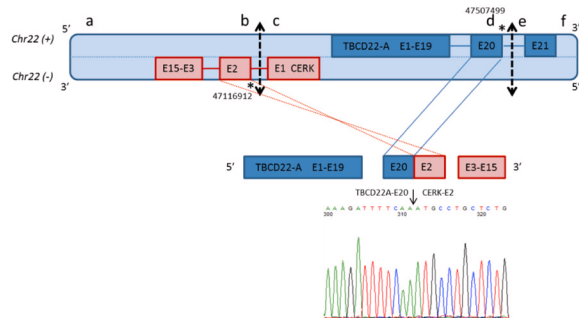 47507499
a b c d e f
5′ 3′
Chr22 (+)
TBCD22-A E1-E19 E20 * E21
Chr22 (-)
E15-E3 E2 E1 CERK
3′ 5′
*
47116912
5′ TBCD22-A E1-E19 E20 E2 E3-E15 3′
TBCD22A-E20 CERK-E2
A A A G A T T T T C A A A T G C C T G C T C T G
300 310 320